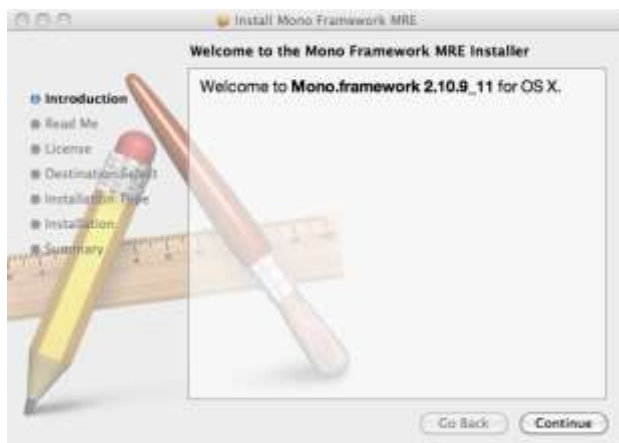 Install Mono Framework MRE
Welcome to the Mono Framework MRE Installer
Welcome to Mono.framework 2.10.9_11 for OS X.
Introduction
Read Me
License
Destination Select
Installation Type
Installation
Summary
Go Back
Continue